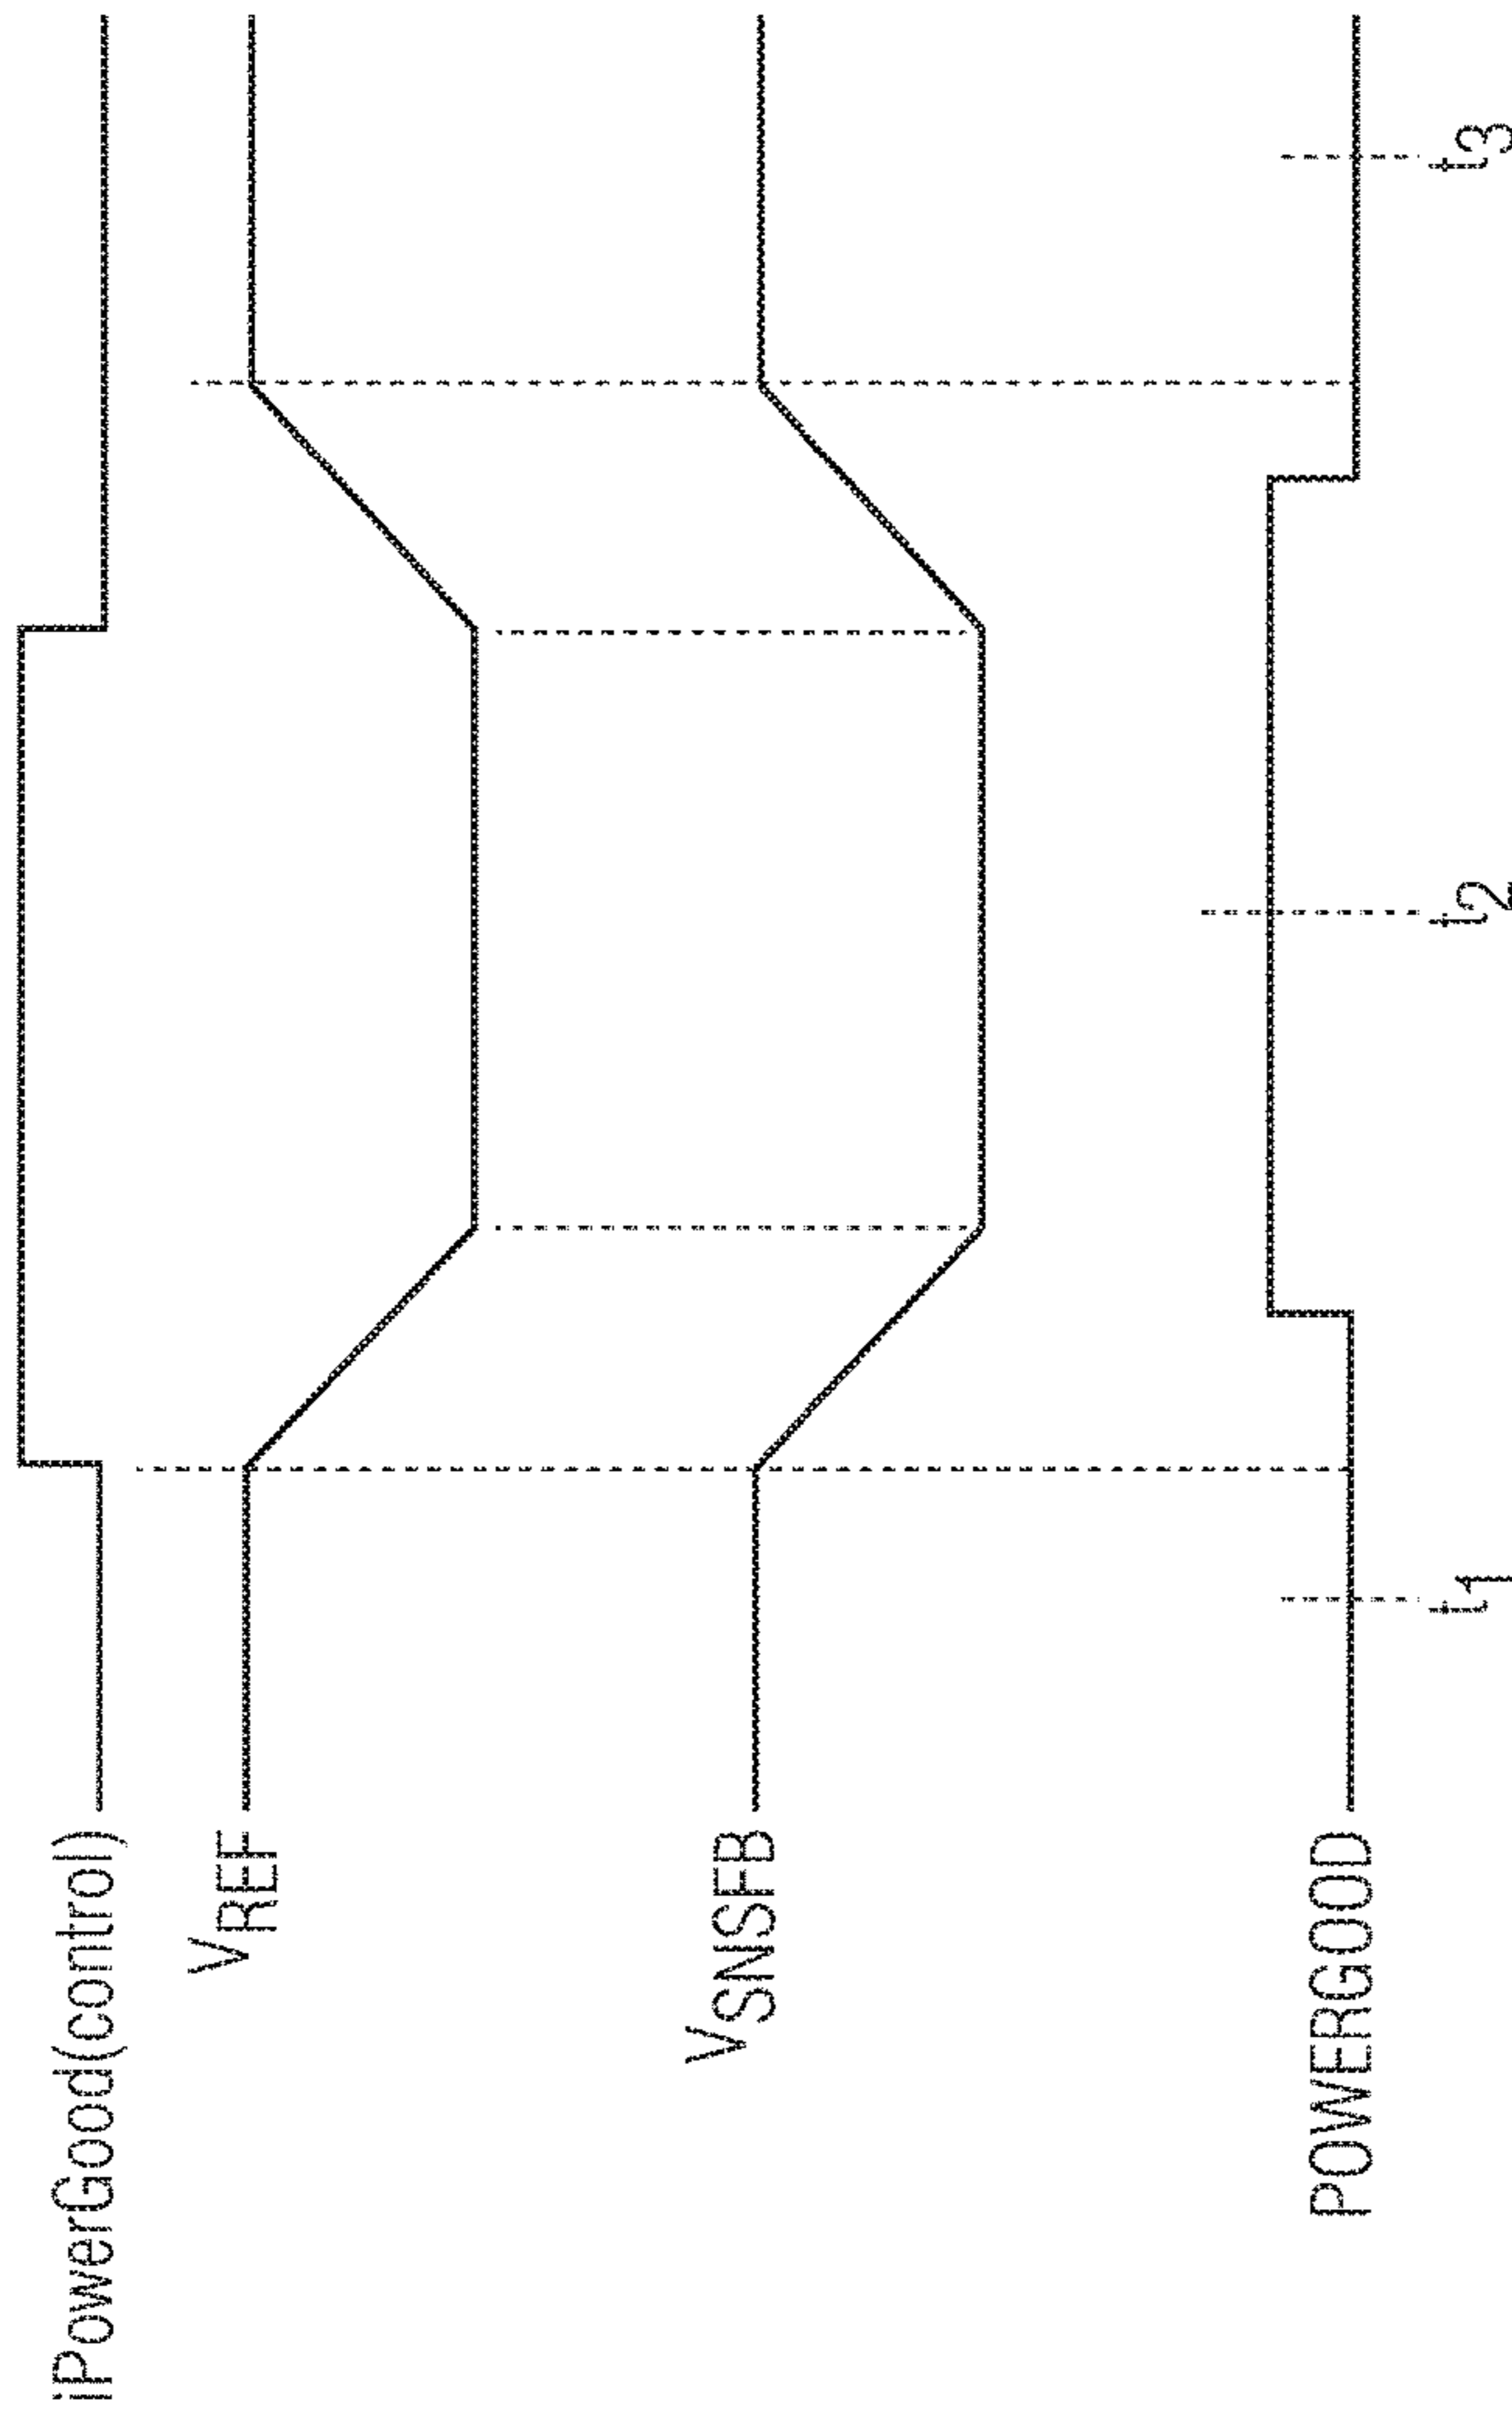 iPowerGood(control)
VREF
VSNSFB
POWERGOOD
t1
t2
t3